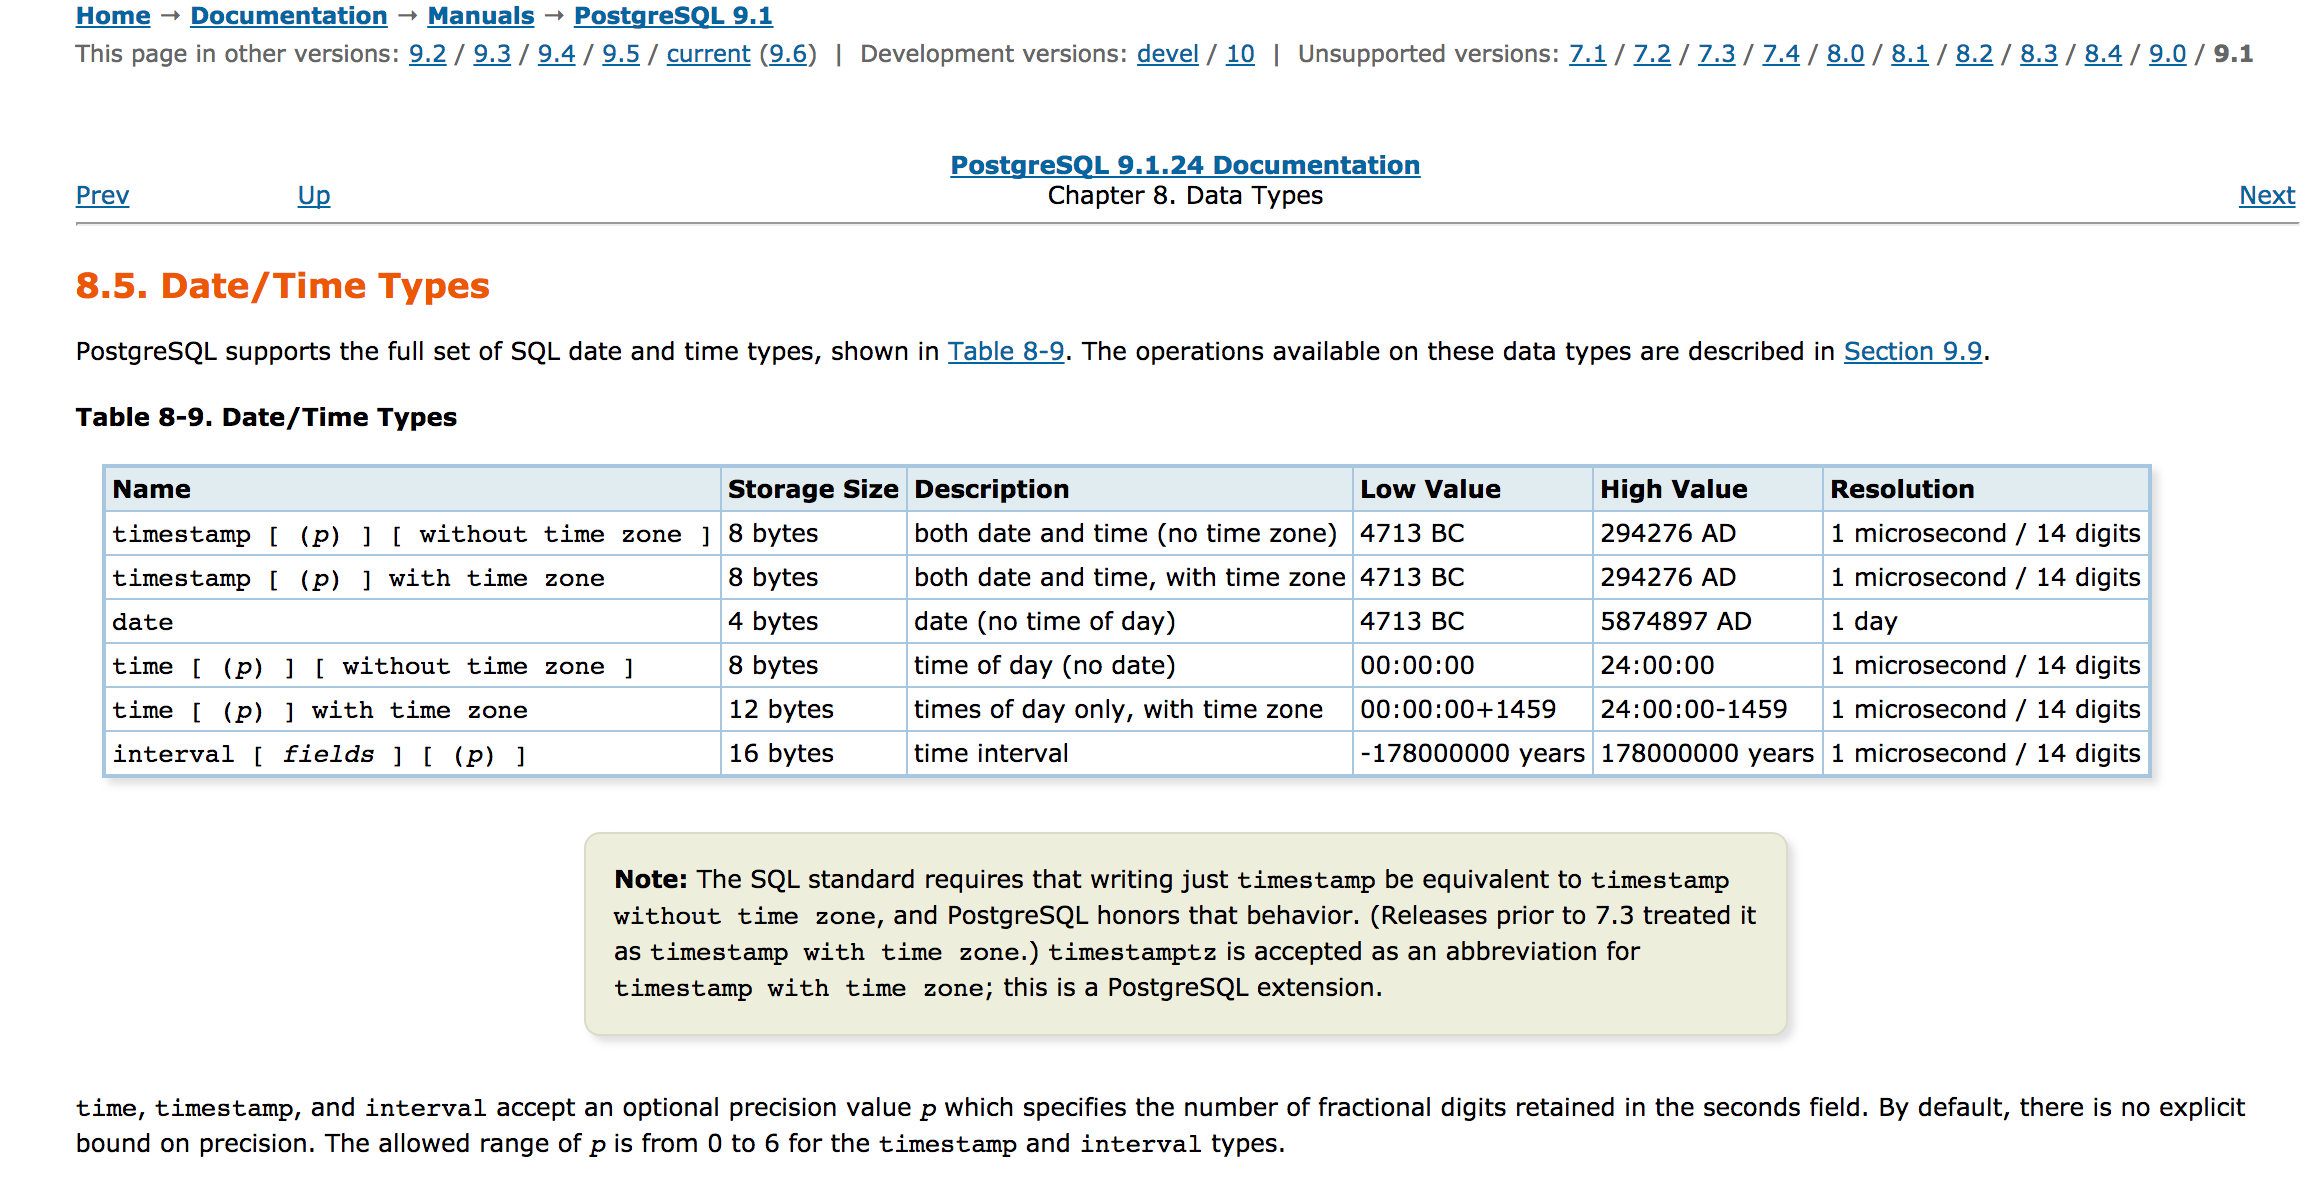 Home → Documentation → Manuals → PostgreSQL 9.1
This page in other versions: 9.2 / 9.3 / 9.4 / 9.5 / current (9.6) | Development versions: devel / 10 | Unsupported versions: 7.1 / 7.2 / 7.3 / 7.4 / 8.0 / 8.1 / 8.2 / 8.3 / 8.4 / 9.0 / 9.1
PostgreSQL 9.1.24 Documentation
Prev Up Chapter 8. Data Types Next
8.5. Date/Time Types
PostgreSQL supports the full set of SQL date and time types, shown in Table 8-9. The operations available on these data types are described in Section 9.9.
Table 8-9. Date/Time Types
Name Storage Size Description Low Value High Value Resolution
timestamp [ (p) ] [ without time zone ] 8 bytes both date and time (no time zone) 4713 BC 294276 AD 1 microsecond / 14 digits
timestamp [ (p) ] with time zone 8 bytes both date and time, with time zone 4713 BC 294276 AD 1 microsecond / 14 digits
date 4 bytes date (no time of day) 4713 BC 5874897 AD 1 day
time [ (p) ] [ without time zone ] 8 bytes time of day (no date) 00:00:00 24:00:00 1 microsecond / 14 digits
time [ (p) ] with time zone 12 bytes times of day only, with time zone 00:00:00+1459 24:00:00-1459 1 microsecond / 14 digits
interval [ fields ] [ (p) ] 16 bytes time interval -178000000 years 178000000 years 1 microsecond / 14 digits
Note: The SQL standard requires that writing just timestamp be equivalent to timestamp
without time zone, and PostgreSQL honors that behavior. (Releases prior to 7.3 treated it
as timestamp with time zone.) timestamptz is accepted as an abbreviation for
timestamp with time zone; this is a PostgreSQL extension.
time, timestamp, and interval accept an optional precision value p which specifies the number of fractional digits retained in the seconds field. By default, there is no explicit
bound on precision. The allowed range of p is from 0 to 6 for the timestamp and interval types.